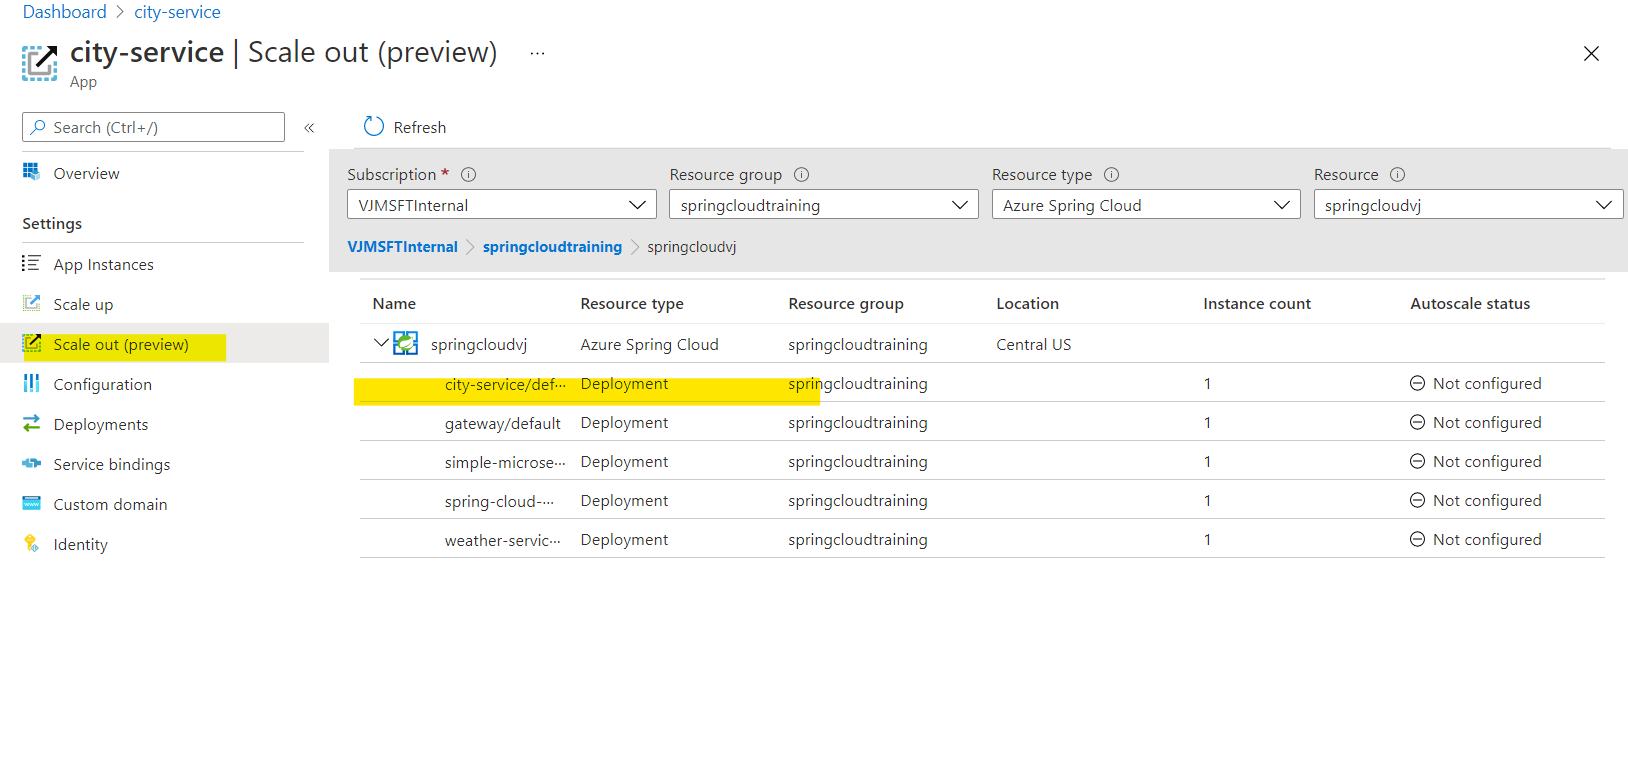 Dashboard > city-service
city-service | Scale out (preview) ...
App
Search (Ctrl+/)
«
Refresh
Overview
Settings
App Instances
Scale up
Scale out (preview)
Configuration
Deployments
Service bindings
Custom domain
Identity
Subscription * Resource group Resource type Resource
VJMSFTInternal springcloudtraining Azure Spring Cloud springcloudvj
VJMSFTInternal > springcloudtraining > springcloudvj
Name Resource type Resource group Location Instance count Autoscale status
springcloudvj Azure Spring Cloud springcloudtraining Central US
city-service/def... Deployment springcloudtraining 1 Not configured
gateway/default Deployment springcloudtraining 1 Not configured
simple-microse... Deployment springcloudtraining 1 Not configured
spring-cloud-... Deployment springcloudtraining 1 Not configured
weather-servic... Deployment springcloudtraining 1 Not configured